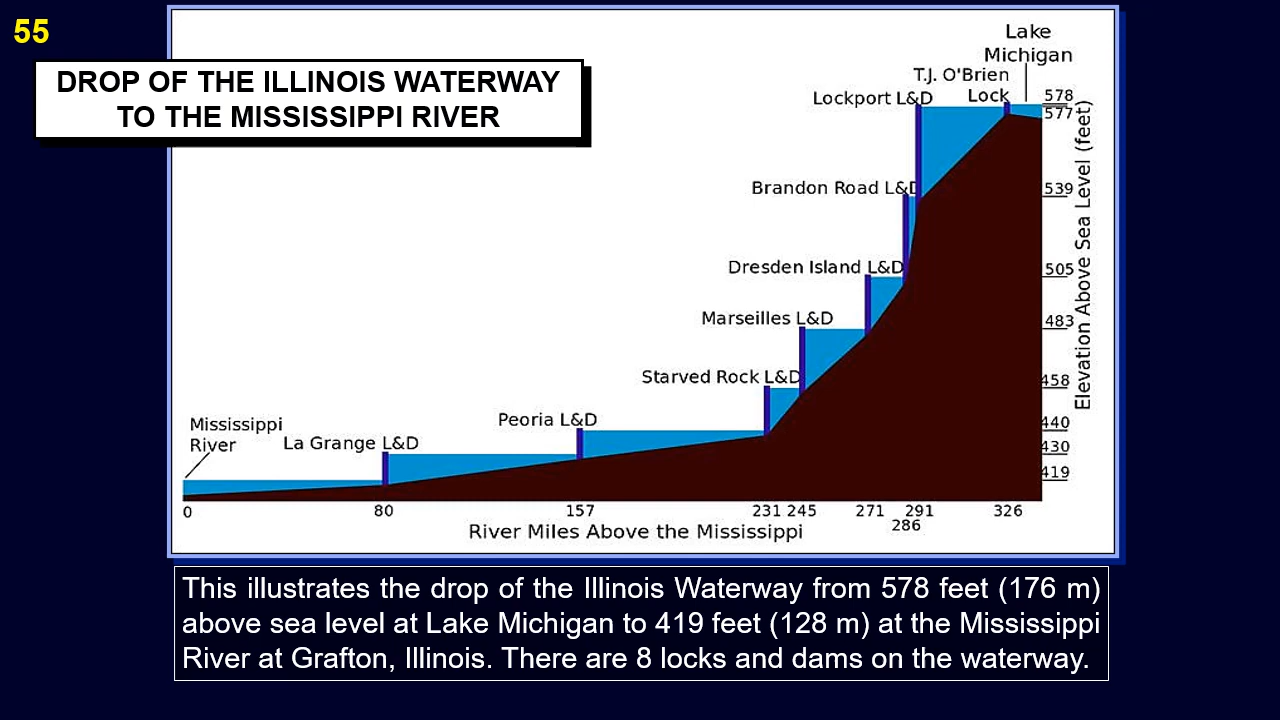 55
DROP OF THE ILLINOIS WATERWAY
TO THE MISSISSIPPI RIVER
Lake
Michigan
T.J. O'Brien
Lock
Lockport L&D
578
577
Brandon Road L&D
539
Dresden Island L&D
505
Marseilles L&D
483
Starved Rock L&D
458
Peoria L&D
440
Mississippi
River
La Grange L&D
430
419
Elevation Above Sea Level (feet)
0 80 157 231 245 271 291 326
286
River Miles Above the Mississippi
This illustrates the drop of the Illinois Waterway from 578 feet (176 m)
above sea level at Lake Michigan to 419 feet (128 m) at the Mississippi
River at Grafton, Illinois. There are 8 locks and dams on the waterway.